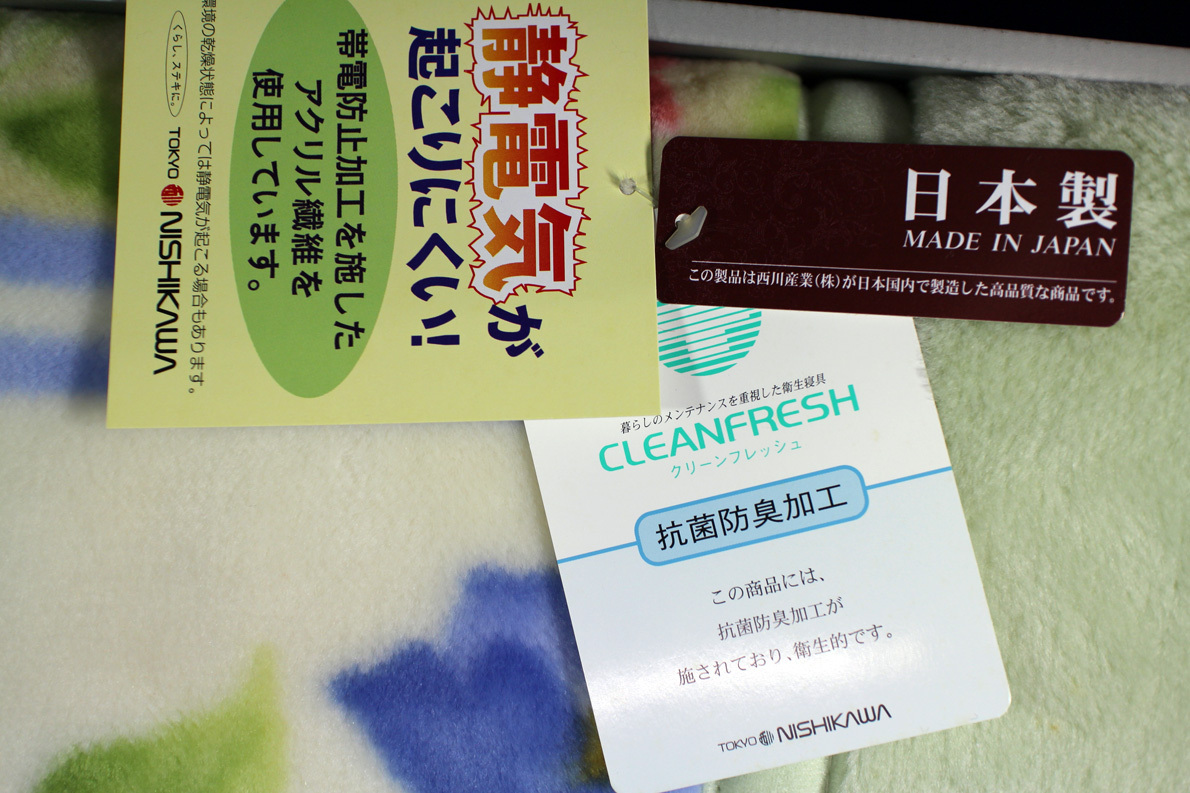 静電気が
起こりにくい!
帯電防止加工を施した
アクリル繊維を
使用しています。
環境の乾燥状態によっては静電気が起こる場合もあります。
くらし、ステキに。 TOKYO NISHIKAWA
日本製
MADE IN JAPAN
この製品は西川産業(株)が日本国内で製造した高品質な商品です。
暮らしのメンテナンスを重視した衛生寝具
CLEANFRESH
クリーンフレッシュ
抗菌防臭加工
この商品には、
抗菌防臭加工が
施されており、衛生的です。
TOKYO NISHIKAWA